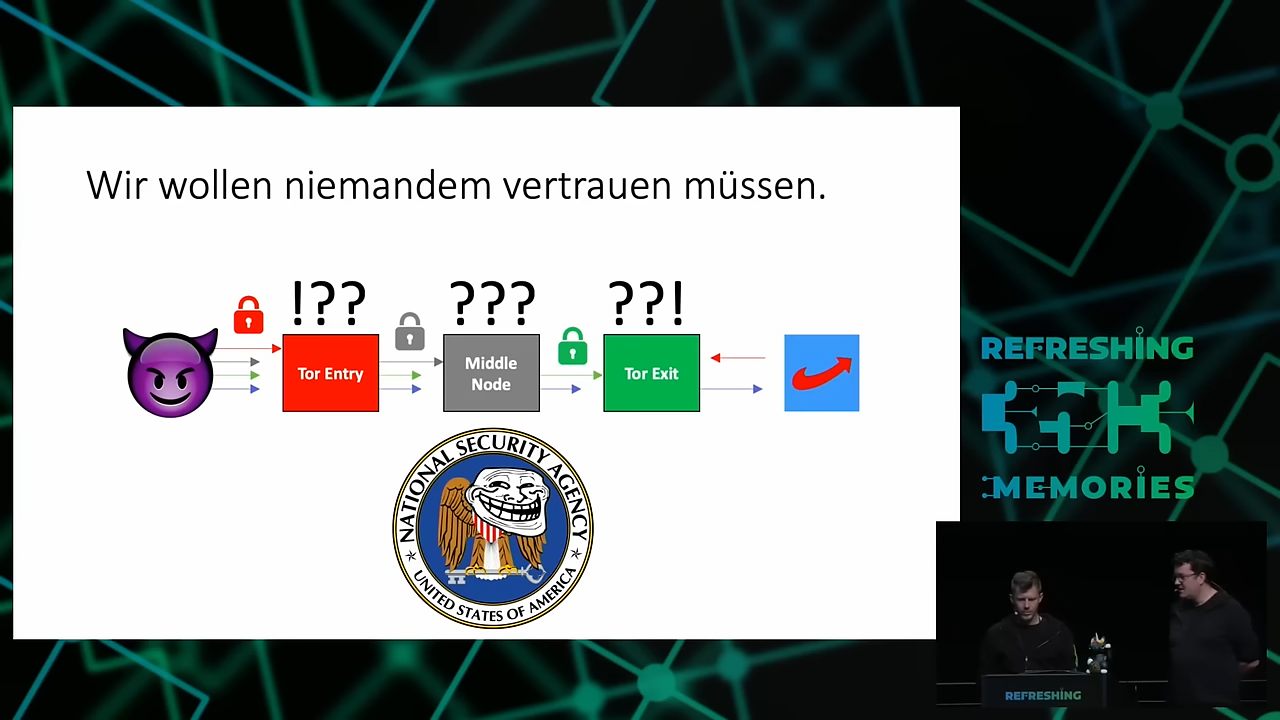 Wir wollen niemandem vertrauen müssen.
!??
???
??!
Tor Entry
Middle
Node
Tor Exit
NATIONAL SECURITY AGENCY
UNITED STATES OF AMERICA
REFRESHING
MEMORIES
REFRESHING